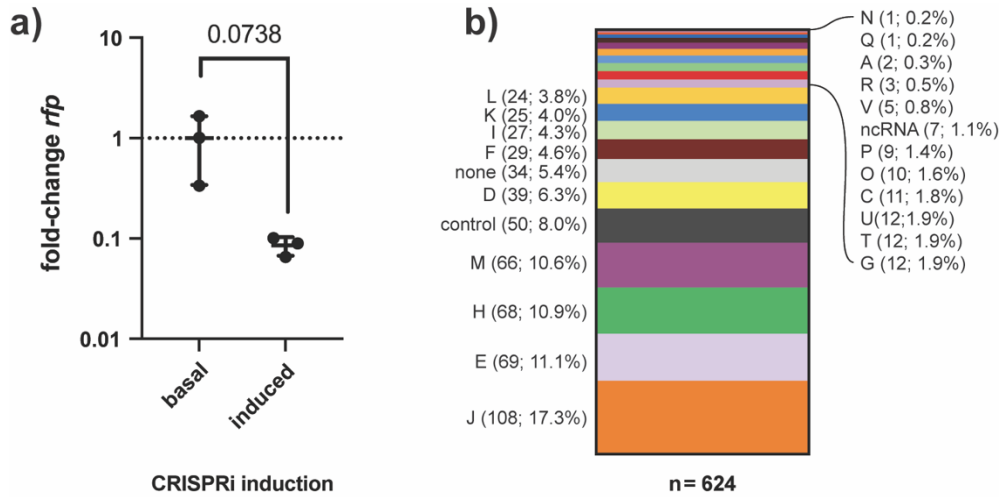 a)
0.0738
10
1
0.1
0.01
fold-change rfp
basal
induced
CRISPRi induction
b)
L (24; 3.8%)
K (25; 4.0%)
I (27; 4.3%)
F (29; 4.6%)
none (34; 5.4%)
D (39; 6.3%)
control (50; 8.0%)
M (66; 10.6%)
H (68; 10.9%)
E (69; 11.1%)
J (108; 17.3%)
N (1; 0.2%)
Q (1; 0.2%)
A (2; 0.3%)
R (3; 0.5%)
V (5; 0.8%)
ncRNA (7; 1.1%)
P (9; 1.4%)
O (10; 1.6%)
C (11; 1.8%)
U(12;1.9%)
T (12; 1.9%)
G (12; 1.9%)
n= 624